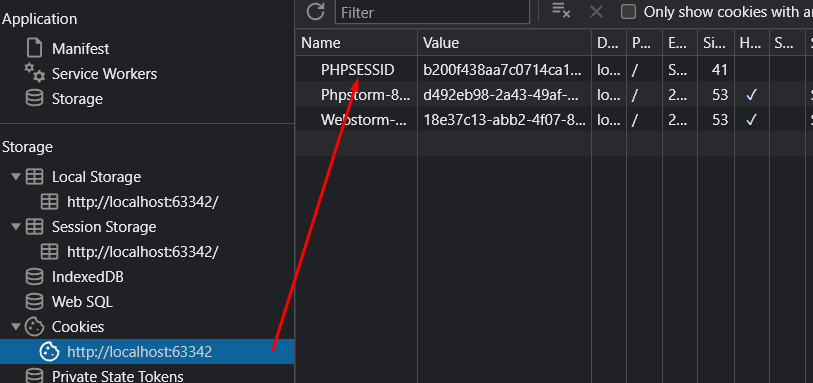 Application
Manifest
Service Workers
Storage
Storage
Local Storage
http://localhost:63342/
Session Storage
http://localhost:63342/
IndexedDB
Web SQL
Cookies
http://localhost:63342
Private State Tokens
Filter
Only show cookies with an
Name Value D... P... E... Si... H... S...
PHPSESSID b200f438aa7c0714ca1... lo... / S... 41
Phpstorm-8... d492eb98-2a43-49af-... lo... / 2... 53 ✓
Webstorm-... 18e37c13-abb2-4f07-8... lo... / 2... 53 ✓